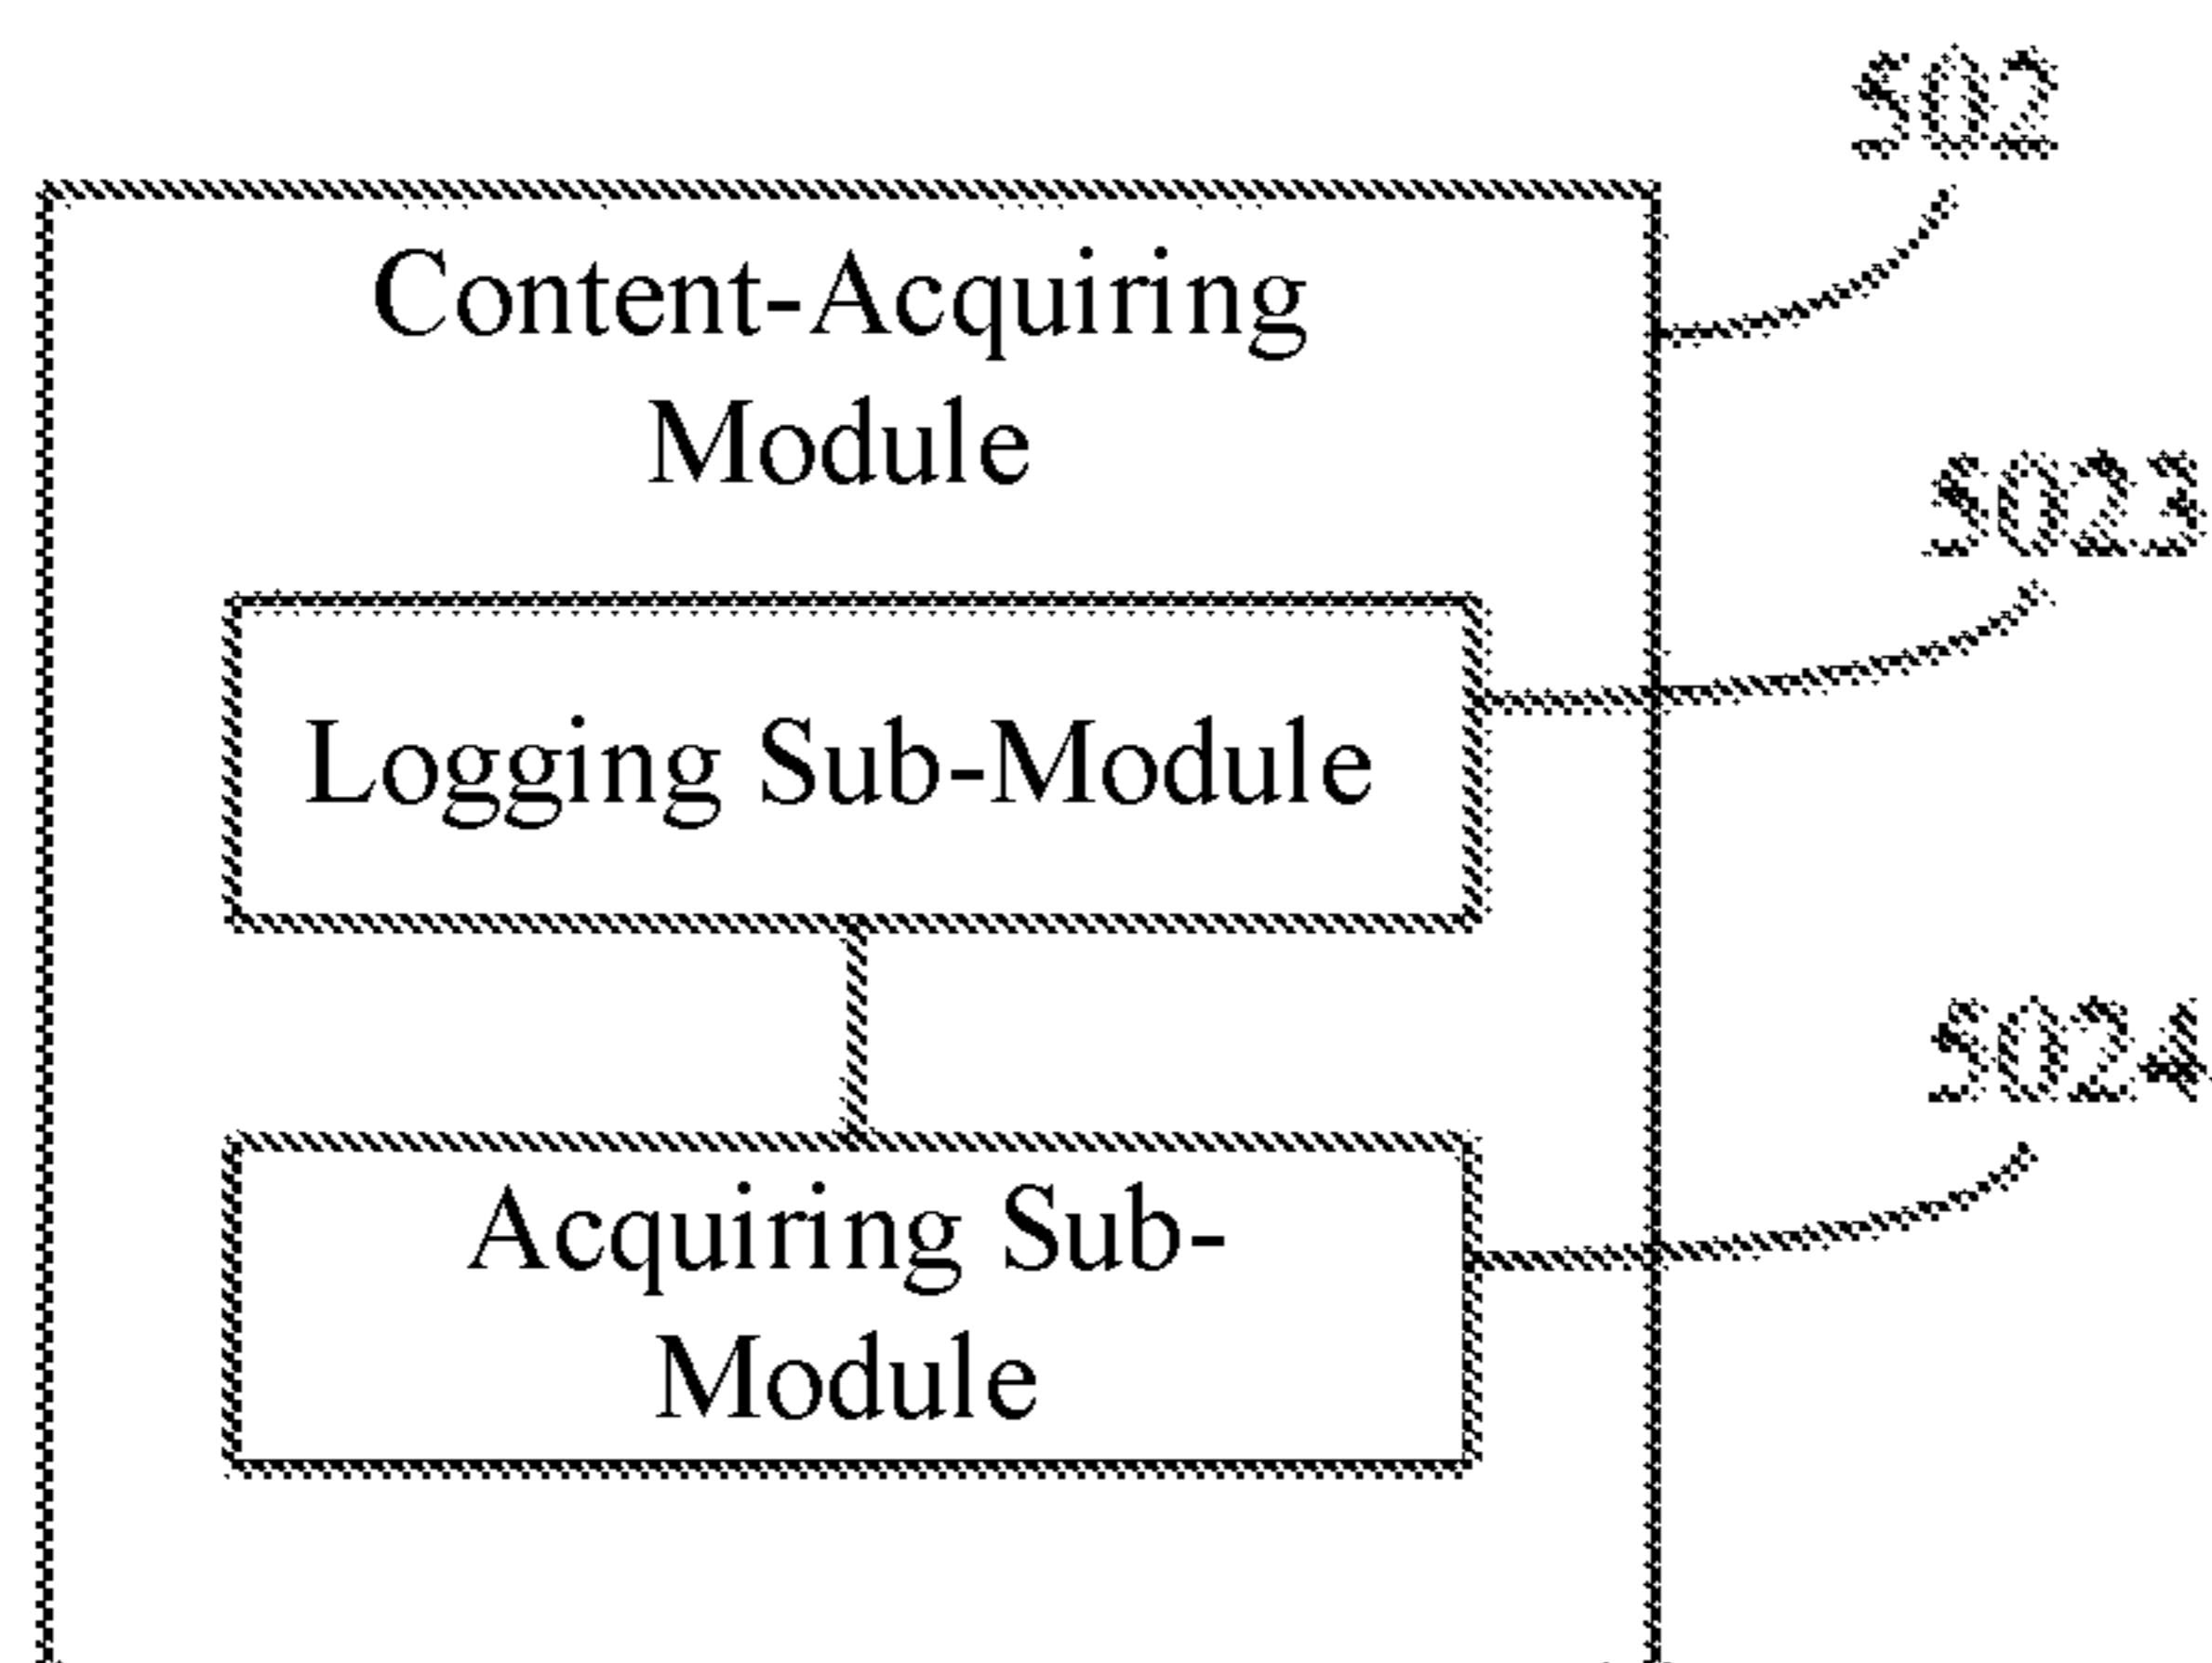 502
Content-Acquiring
Module
5023
Logging Sub-Module
5024
Acquiring Sub-
Module